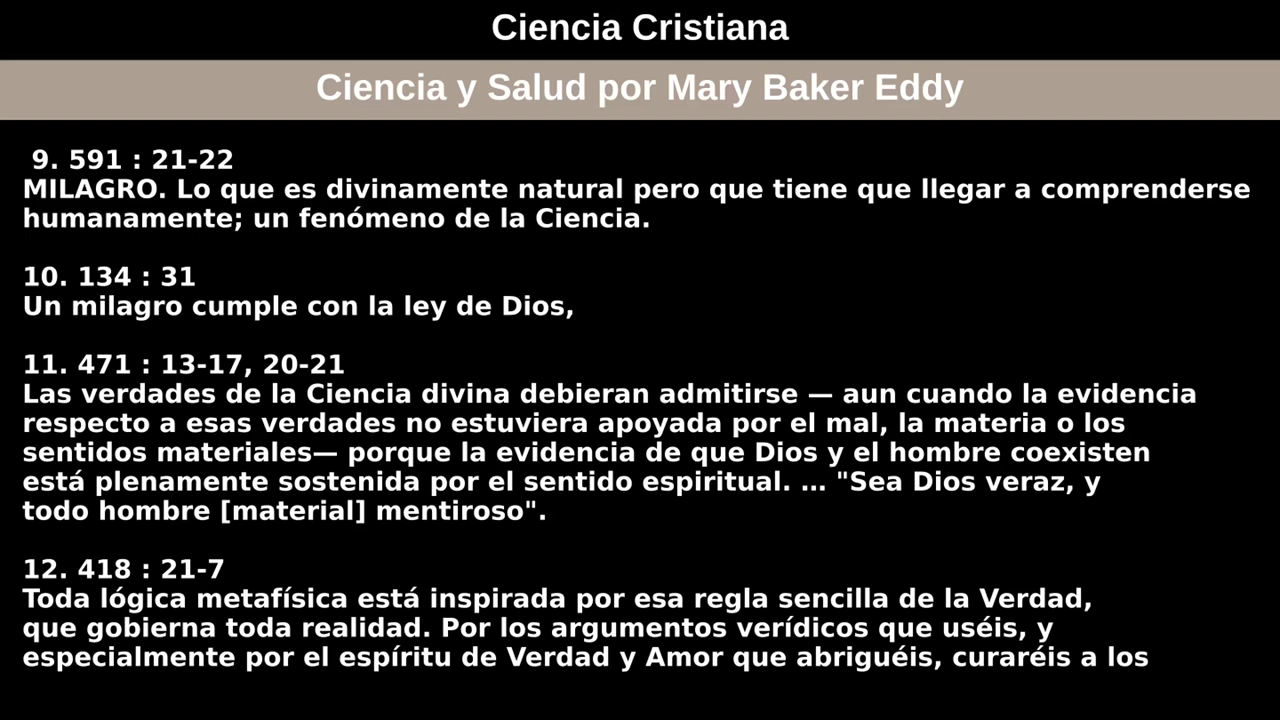 Ciencia Cristiana
Ciencia y Salud por Mary Baker Eddy
9. 591 : 21-22
MILAGRO. Lo que es divinamente natural pero que tiene que llegar a comprenderse
humanamente; un fenómeno de la Ciencia.
10. 134 : 31
Un milagro cumple con la ley de Dios,
11. 471 : 13-17, 20-21
Las verdades de la Ciencia divina debieran admitirse — aun cuando la evidencia
respecto a esas verdades no estuviera apoyada por el mal, la materia o los
sentidos materiales— porque la evidencia de que Dios y el hombre coexisten
está plenamente sostenida por el sentido espiritual. … "Sea Dios veraz, y
todo hombre [material] mentiroso".
12. 418 : 21-7
Toda lógica metafísica está inspirada por esa regla sencilla de la Verdad,
que gobierna toda realidad. Por los argumentos verídicos que uséis, y
especialmente por el espíritu de Verdad y Amor que abriguéis, curaréis a los